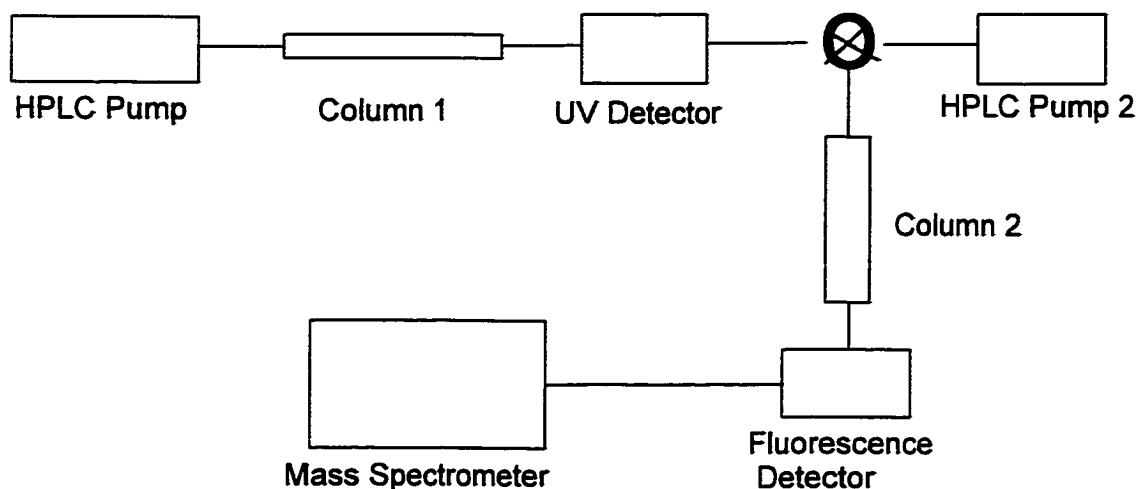 HPLC Pump
Column 1
UV Detector
HPLC Pump 2
Column 2
Fluorescence
Detector
Mass Spectrometer